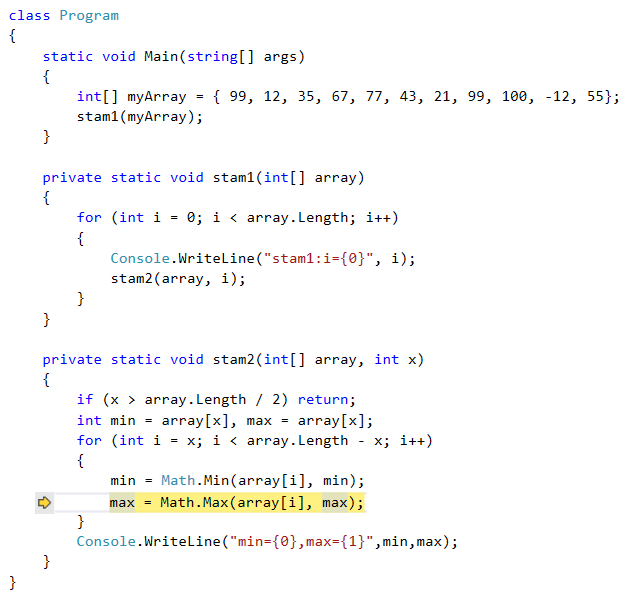 class Program
{
    static void Main(string[] args)
    {
        int[] myArray = { 99, 12, 35, 67, 77, 43, 21, 99, 100, -12, 55};
        stam1(myArray);
    }

    private static void stam1(int[] array)
    {
        for (int i = 0; i < array.Length; i++)
        {
            Console.WriteLine("stam1:i={0}", i);
            stam2(array, i);
        }
    }

    private static void stam2(int[] array, int x)
    {
        if (x > array.Length / 2) return;
        int min = array[x], max = array[x];
        for (int i = x; i < array.Length - x; i++)
        {
            min = Math.Min(array[i], min);
            max = Math.Max(array[i], max);
        }
        Console.WriteLine("min={0},max={1}",min,max);
    }
}